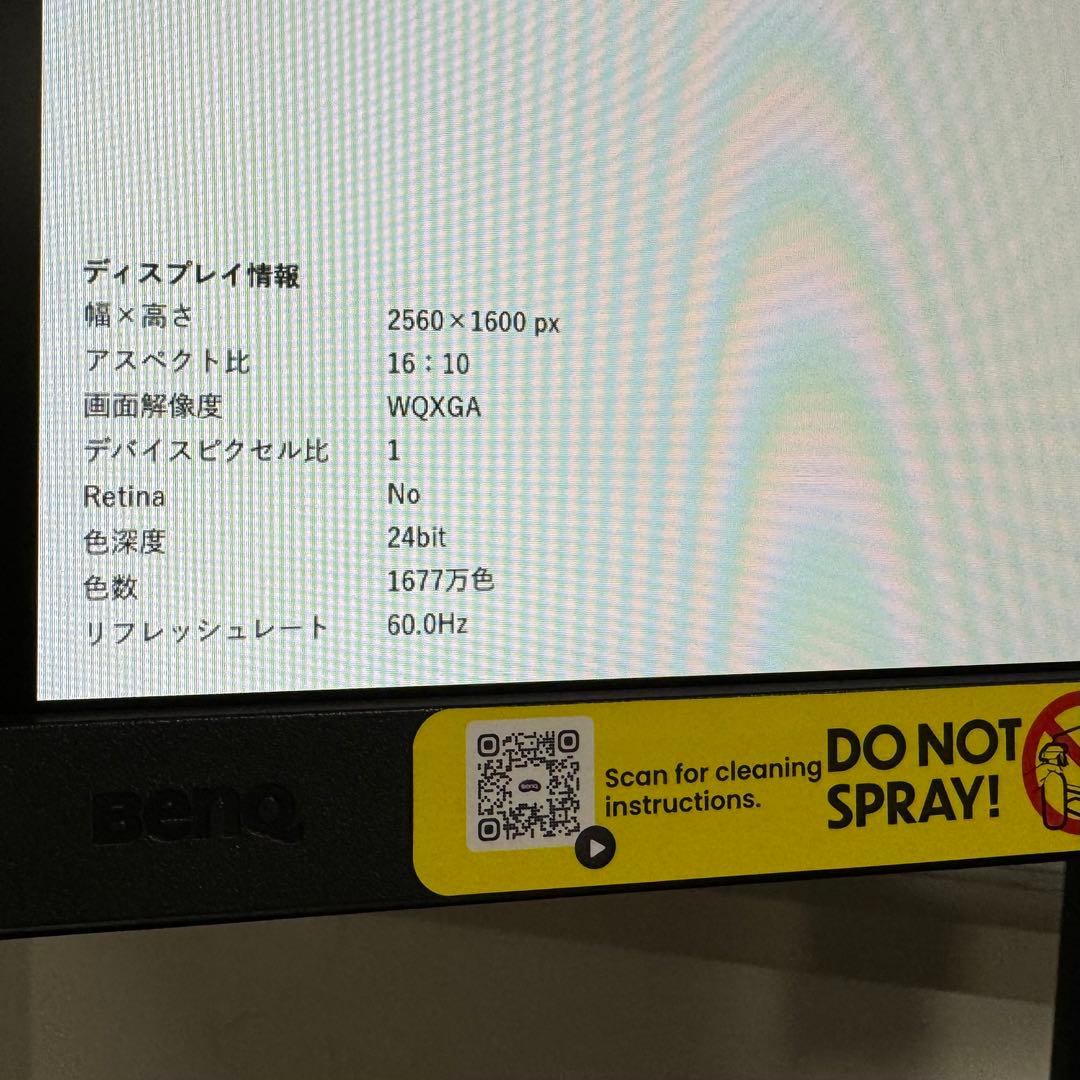 ディスプレイ情報
幅×高さ 2560×1600 px
アスペクト比 16：10
画面解像度 WQXGA
デバイスピクセル比 1
Retina No
色深度 24bit
色数 1677万色
リフレッシュレート 60.0Hz
BenQ
BenQ
Scan for cleaning
instructions.
DO NOT
SPRAY!